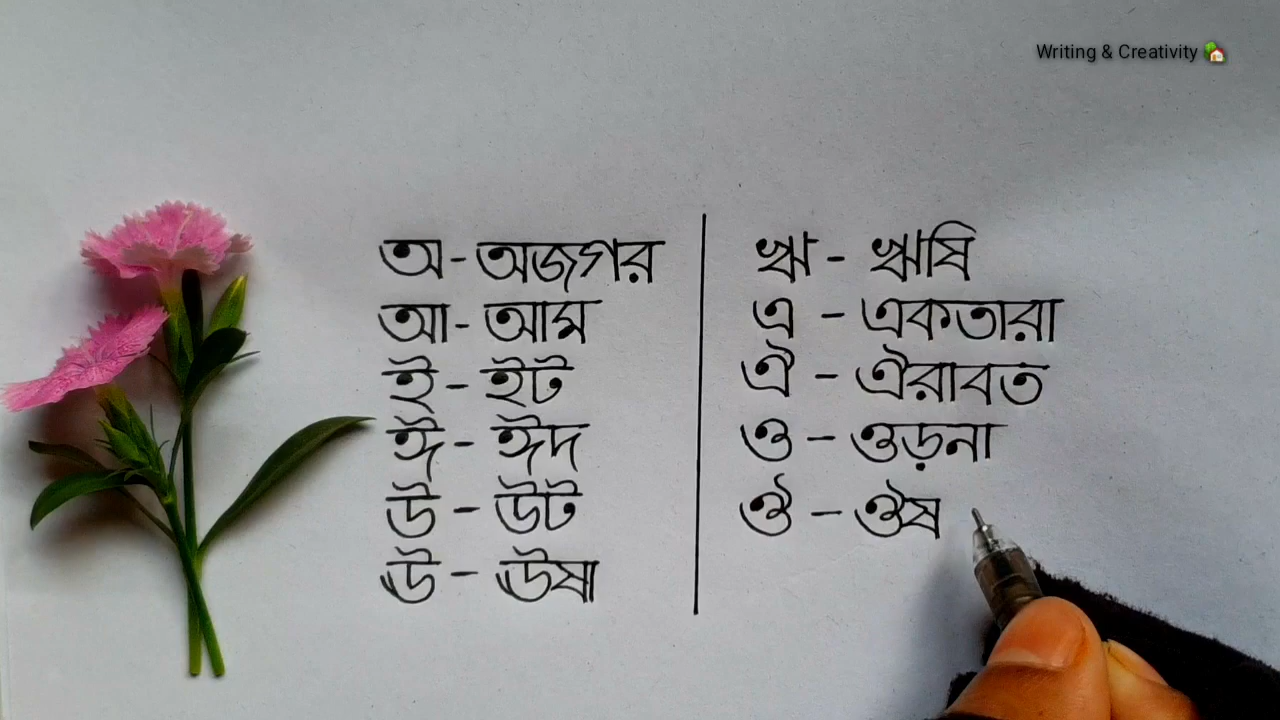 Writing & Creativity
অ - অজগর
আ - আম
ই - ইট
ঈ - ঈদ
উ - উট
ঊ - ঊষা
ঋ - ঋষি
এ - একতারা
ঐ - ঐরাবত
ও - ওড়না
ঔ - ঔষ